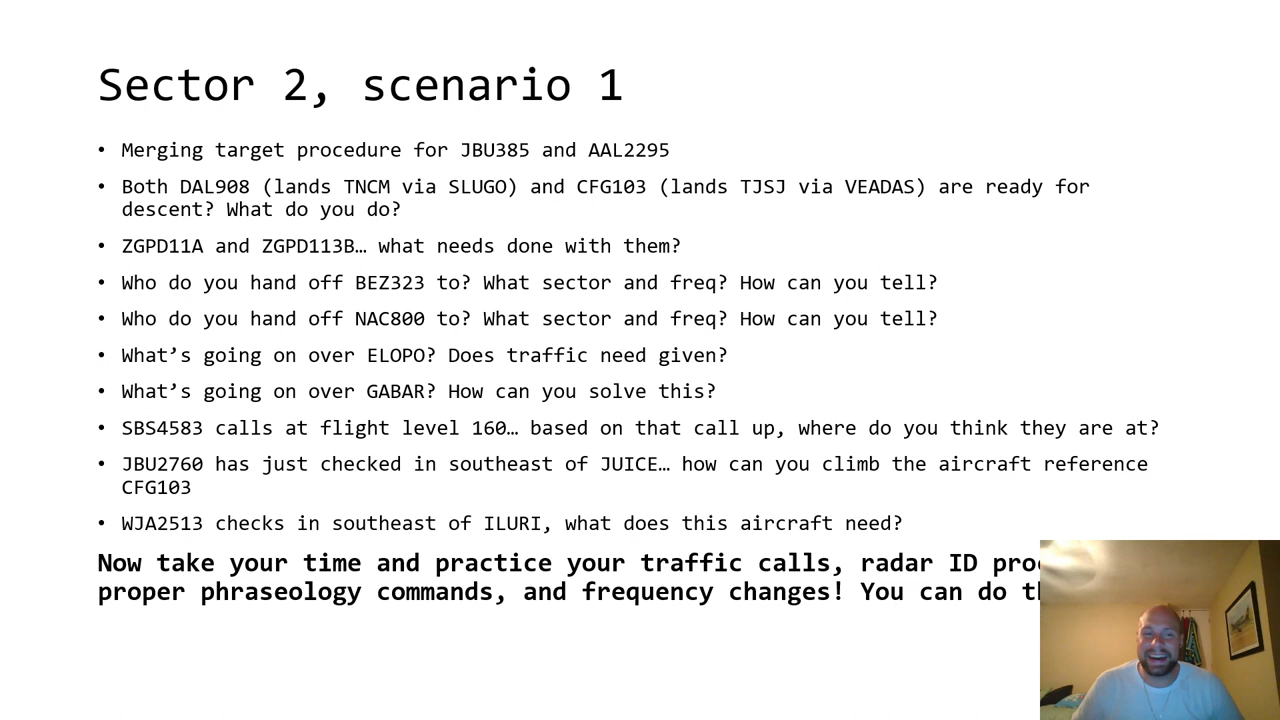 Sector 2, scenario 1
• Merging target procedure for JBU385 and AAL2295
• Both DAL908 (lands TNCM via SLUGO) and CFG103 (lands TJSJ via VEADAS) are ready for
descent? What do you do?
• ZGPD11A and ZGPD113B… what needs done with them?
• Who do you hand off BEZ323 to? What sector and freq? How can you tell?
• Who do you hand off NAC800 to? What sector and freq? How can you tell?
• What’s going on over ELOPO? Does traffic need given?
• What’s going on over GABAR? How can you solve this?
• SBS4583 calls at flight level 160… based on that call up, where do you think they are at?
• JBU2760 has just checked in southeast of JUICE… how can you climb the aircraft reference
CFG103
• WJA2513 checks in southeast of ILURI, what does this aircraft need?
Now take your time and practice your traffic calls, radar ID
proper phraseology commands, and frequency changes! You can do